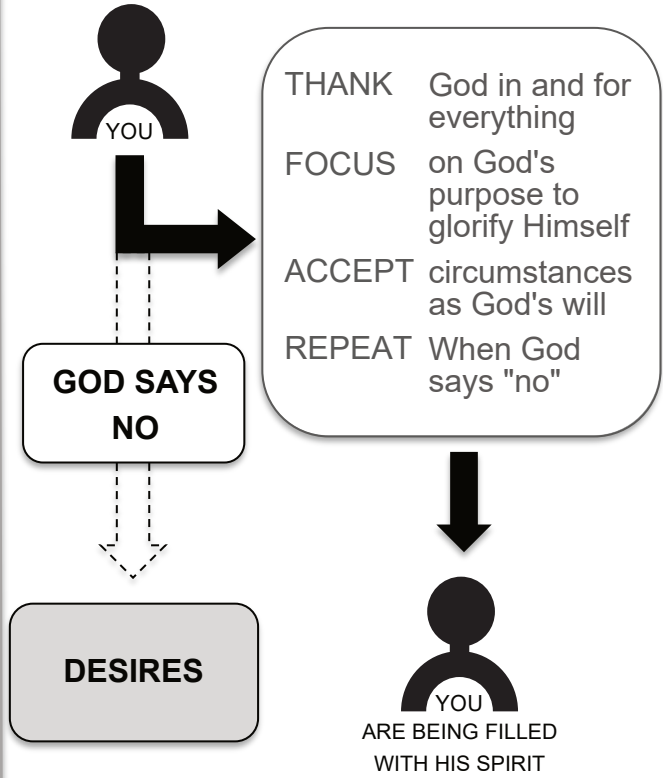 YOU
THANK God in and for
everything
FOCUS on God's
purpose to
glorify Himself
ACCEPT circumstances
as God's will
REPEAT When God
says "no"
GOD SAYS
NO
DESIRES
YOU
ARE BEING FILLED
WITH HIS SPIRIT